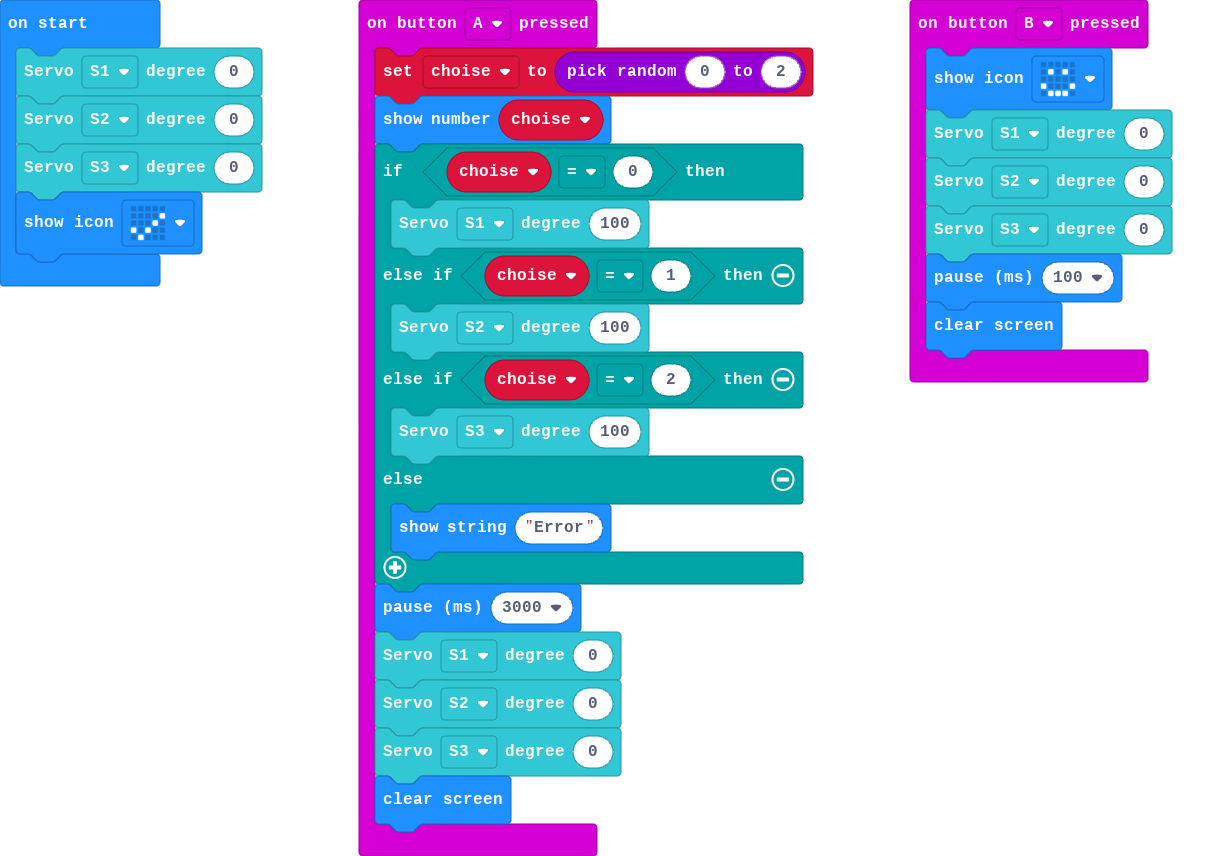 on start
Servo S1 degree 0
Servo S2 degree 0
Servo S3 degree 0
show icon
on button A pressed
set choise to pick random 0 to 2
show number choise
if choise = 0 then
Servo S1 degree 100
else if choise = 1 then
Servo S2 degree 100
else if choise = 2 then
Servo S3 degree 100
else
show string "Error"
pause (ms) 3000
Servo S1 degree 0
Servo S2 degree 0
Servo S3 degree 0
clear screen
on button B pressed
show icon
Servo S1 degree 0
Servo S2 degree 0
Servo S3 degree 0
pause (ms) 100
clear screen